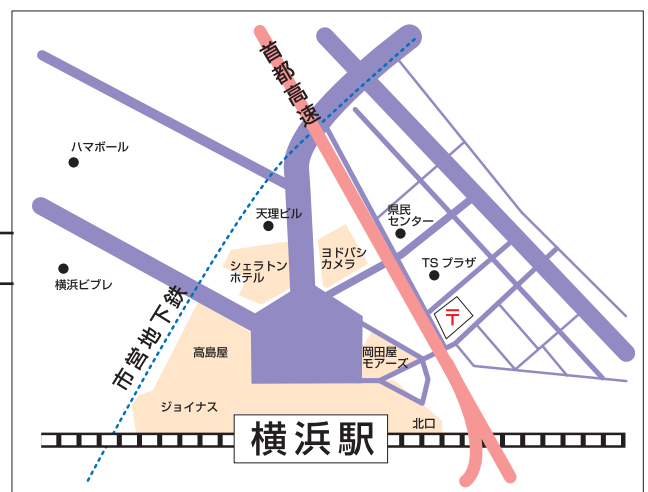 首都高速
ハマボール
天理ビル
県民
センター
ヨドバシ
カメラ
シェラトン
ホテル
TS プラザ
横浜ビブレ
市営地下鉄
〒
高島屋
岡田屋
モアーズ
ジョイナス
北口
横浜駅